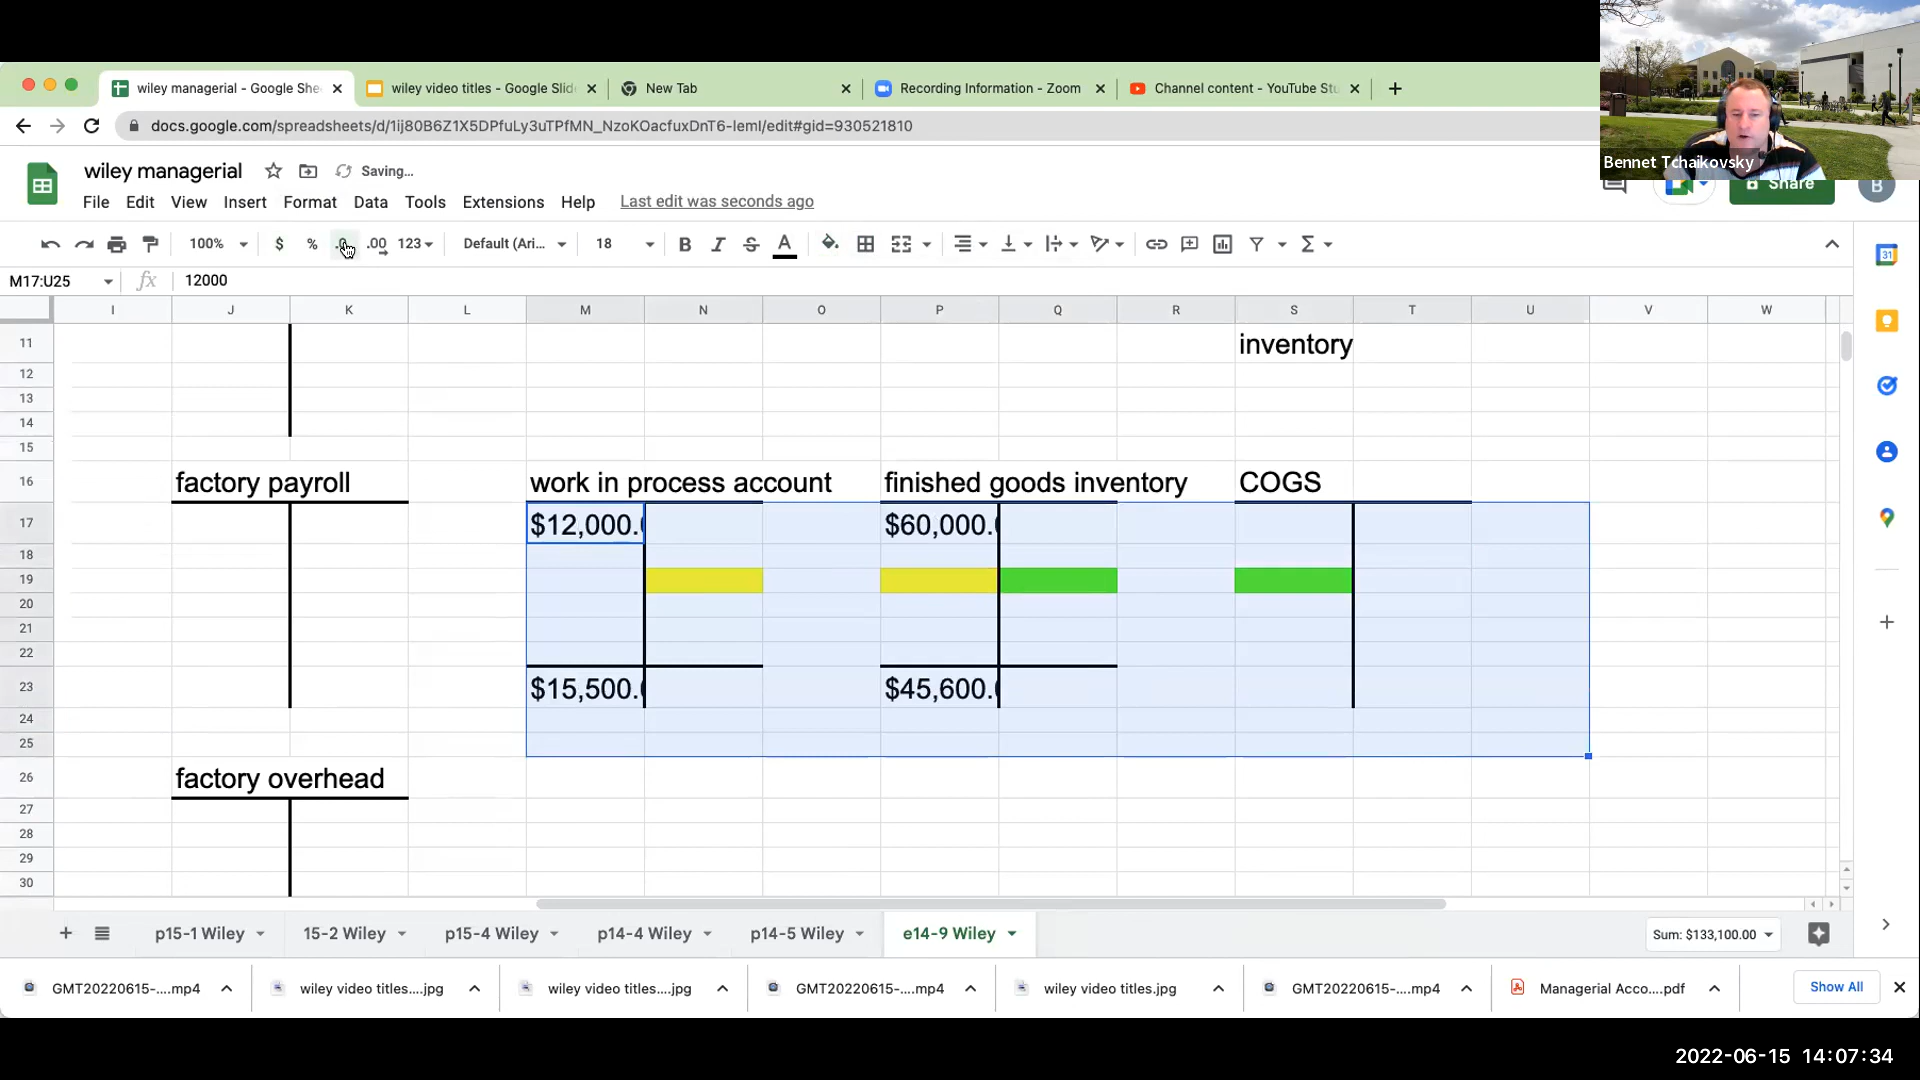 wiley managerial - Google She
wiley video titles - Google Slid
New Tab
Recording Information - Zoom
Channel content - YouTube Stu
docs.google.com/spreadsheets/d/1ij80B6Z1X5DPfuLy3uTPfMN_NzoKOacfuxDnT6-lemI/edit#gid=930521810
Bennet Tchaikovsky
wiley managerial
Saving...
Share
B
File Edit View Insert Format Data Tools Extensions Help Last edit was seconds ago
100% $ % .0 .00 123 Default (Ari... 18 B I S A
M17:U25 fx 12000
31
I J K L M N O P Q R S T U V W
11 inventory
12
13
14
15
16 factory payroll work in process account finished goods inventory COGS
17 $12,000. $60,000.
18
19
20
21
22
23 $15,500. $45,600.
24
25
26 factory overhead
27
28
29
30
p15-1 Wiley 15-2 Wiley p15-4 Wiley p14-4 Wiley p14-5 Wiley e14-9 Wiley Sum: $133,100.00
GMT20220615-....mp4 wiley video titles....jpg wiley video titles....jpg GMT20220615-....mp4 wiley video titles.jpg GMT20220615-....mp4 Managerial Acco....pdf Show All
2022-06-15 14:07:34